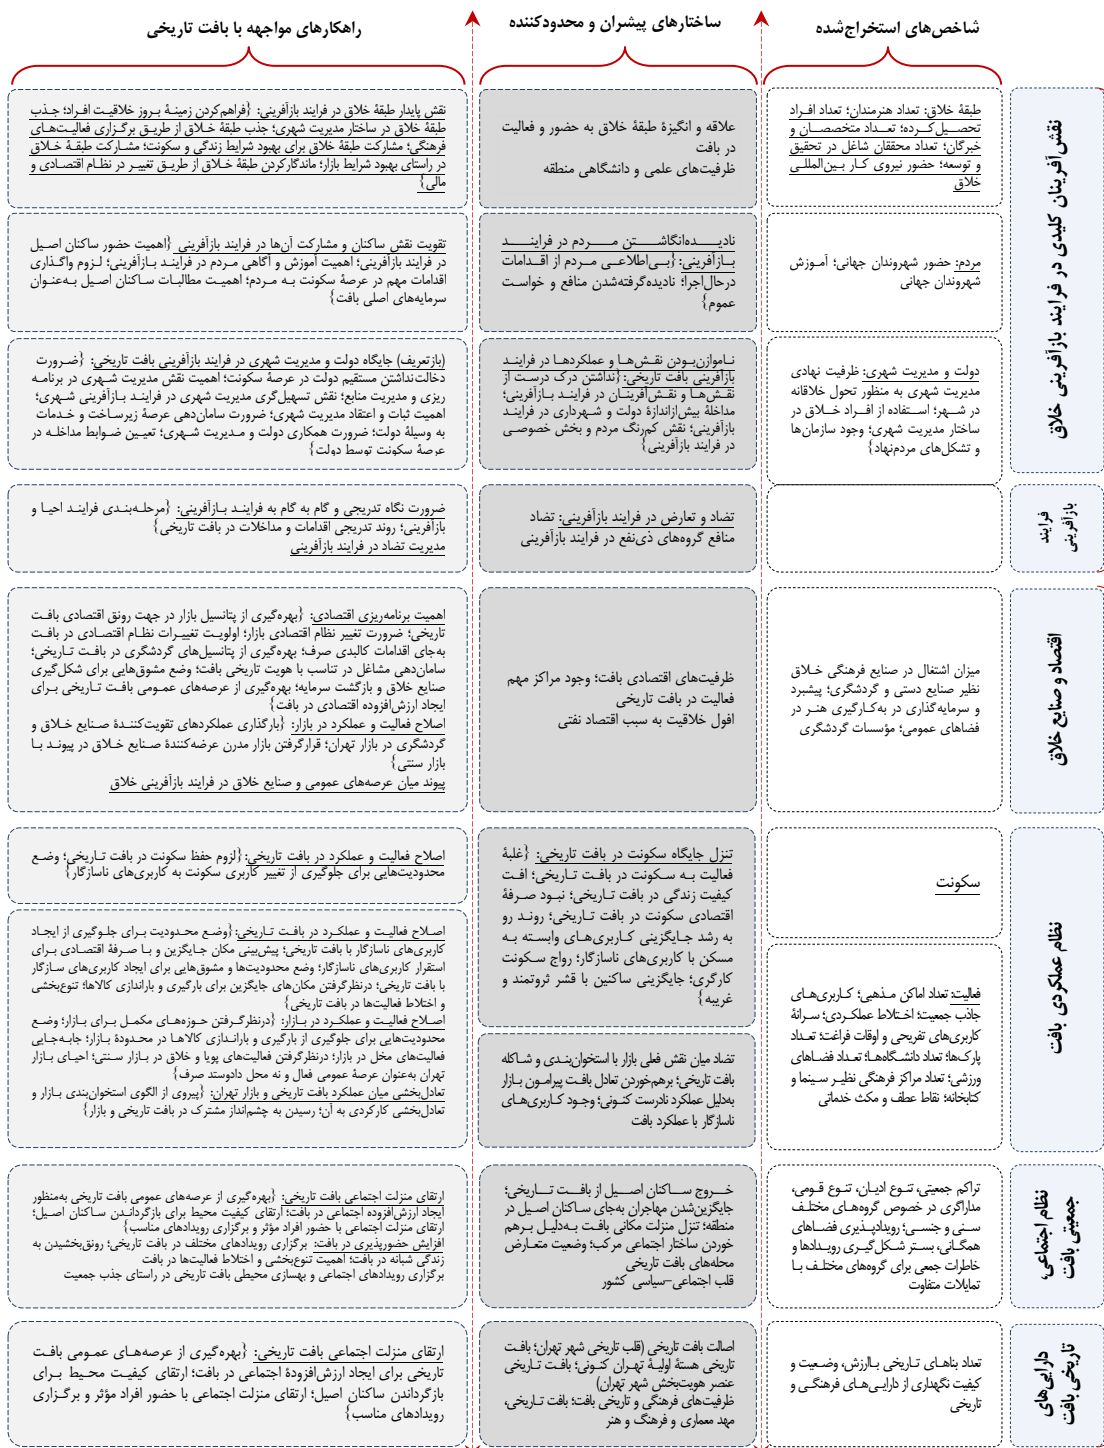 شاخص‌های استخراج‌شده
ساختارهای پیشران و محدودکننده
راهکارهای مواجهه با بافت تاریخی
نقش‌آفرینان کلیدی در فرایند بازآفرینی خلاق
طبقهٔ خلاق: تعداد هنرمندان؛ تعداد افراد
تحصیل‌کرده؛ تعداد متخصصان و
خبرگان؛ تعداد محققان شاغل در تحقیق
و توسعه؛ حضور نیروی کار بین‌المللی
خلاق
علاقه و انگیزهٔ طبقهٔ خلاق به حضور و فعالیت
در بافت
ظرفیت‌های علمی و دانشگاهی منطقه
نقش پایدار طبقهٔ خلاق در فرایند بازآفرینی: {فراهم‌کردن زمینهٔ بروز خلاقیت افراد؛ جذب
طبقهٔ خلاق در ساختار مدیریت شهری؛ جذب طبقهٔ خلاق از طریق برگزاری فعالیت‌های
فرهنگی؛ مشارکت طبقهٔ خلاق برای بهبود شرایط زندگی و سکونت؛ مشارکت طبقهٔ خلاق
در راستای بهبود شرایط بازار؛ ماندگارکردن طبقهٔ خلاق از طریق تغییر در نظام اقتصادی و
مالی}
مردم: حضور شهروندان جهانی؛ آموزش
شهروندان جهانی
نادیده‌انگاشتن مردم در فرایند
بازآفرینی: {بی‌اطلاعی مردم از اقدامات
درحال‌اجرا؛ نادیده‌گرفته‌شدن منافع و خواست
عموم}
تقویت نقش ساکنان و مشارکت آن‌ها در فرایند بازآفرینی {اهمیت حضور ساکنان اصیل
در فرایند بازآفرینی؛ اهمیت آموزش و آگاهی مردم در فرایند بازآفرینی؛ لزوم واگذاری
اقدامات مهم در عرصهٔ سکونت به مردم؛ اهمیت مطالبات ساکنان اصیل به‌عنوان
سرمایه‌های اصلی بافت}
دولت و مدیریت شهری: ظرفیت نهادی
مدیریت شهری به منظور تحول خلاقانه
در شهر؛ استفاده از افراد خلاق در
ساختار مدیریت شهری؛ وجود سازمان‌ها
و تشکل‌های مردم‌نهاد}
ناموازن‌بودن نقش‌ها و عملکردها در فرایند
بازآفرینی بافت تاریخی: {نداشتن درک درست از
نقش‌ها و نقش‌آفرینان در فرایند بازآفرینی؛
مداخلهٔ بیش‌ازاندازهٔ دولت و شهرداری در فرایند
بازآفرینی؛ نقش کم‌رنگ مردم و بخش خصوصی
در فرایند بازآفرینی}
(بازتعریف) جایگاه دولت و مدیریت شهری در فرایند بازآفرینی بافت تاریخی: {ضرورت
دخالت‌نداشتن مستقیم دولت در عرصهٔ سکونت؛ اهمیت نقش مدیریت شهری در برنامه
ریزی و مدیریت منابع؛ نقش تسهیل‌گری مدیریت شهری در فرایند بازآفرینی شهری؛
اهمیت ثبات و اعتقاد مدیریت شهری؛ ضرورت سامان‌دهی عرصهٔ زیرساخت و خدمات
به وسیلهٔ دولت؛ ضرورت همکاری دولت و مدیریت شهری؛ تعیین ضوابط مداخله در
عرصهٔ سکونت توسط دولت}
فرایند
بازآفرینی
تضاد و تعارض در فرایند بازآفرینی: تضاد
منافع گروه‌های ذی‌نفع در فرایند بازآفرینی
ضرورت نگاه تدریجی و گام به گام به فرایند بازآفرینی: {مرحله‌بندی فرایند احیا و
بازآفرینی؛ روند تدریجی اقدامات و مداخلات در بافت تاریخی}
مدیریت تضاد در فرایند بازآفرینی
اقتصاد و صنایع خلاق
میزان اشتغال در صنایع فرهنگی خلاق
نظیر صنایع دستی و گردشگری؛ پیشبرد
و سرمایه‌گذاری در به‌کارگیری هنر در
فضاهای عمومی؛ مؤسسات گردشگری
ظرفیت‌های اقتصادی بافت؛ وجود مراکز مهم
فعالیت در بافت تاریخی
افول خلاقیت به سبب اقتصاد نفتی
اهمیت برنامه‌ریزی اقتصادی: {بهره‌گیری از پتانسیل بازار در جهت رونق اقتصادی بافت
تاریخی؛ ضرورت تغییر نظام اقتصادی بازار؛ اولویت تغییرات نظام اقتصادی در بافت
به‌جای اقدامات کالبدی صرف؛ بهره‌گیری از پتانسیل‌های گردشگری در بافت تاریخی؛
سامان‌دهی مشاغل در تناسب با هویت تاریخی بافت؛ وضع مشوق‌هایی برای شکل‌گیری
صنایع خلاق و بازگشت سرمایه؛ بهره‌گیری از عرصه‌های عمومی بافت تاریخی برای
ایجاد ارزش‌افزوده اقتصادی در بافت}
اصلاح فعالیت و عملکرد در بازار: {بارگذاری عملکردهای تقویت‌کنندهٔ صنایع خلاق و
گردشگری در بازار تهران؛ قرارگرفتن بازار مدرن عرضه‌کنندهٔ صنایع خلاق در پیوند با
بازار سنتی}
پیوند میان عرصه‌های عمومی و صنایع خلاق در فرایند بازآفرینی خلاق
نظام عملکردی بافت
سکونت
تنزل جایگاه سکونت در بافت تاریخی: {غلبهٔ
فعالیت به سکونت در بافت تاریخی؛ افت
کیفیت زندگی در بافت تاریخی؛ نبود صرفهٔ
اقتصادی سکونت در بافت تاریخی؛ روند رو
به رشد جایگزینی کاربری‌های وابسته به
مسکن با کاربری‌های ناسازگار؛ رواج سکونت
کارگری؛ جایگزینی ساکنین با قشر ثروتمند و
غریبه}
اصلاح فعالیت و عملکرد در بافت تاریخی: {لزوم حفظ سکونت در بافت تاریخی؛ وضع
محدودیت‌هایی برای جلوگیری از تغییر کاربری سکونت به کاربری‌های ناسازگار}
فعالیت: تعداد اماکن مذهبی؛ کاربری‌های
جاذب جمعیت؛ اختلاط عملکردی؛ سرانهٔ
کاربری‌های تفریحی و اوقات فراغت؛ تعداد
پارک‌ها؛ تعداد دانشگاه‌ها؛ تعداد فضاهای
ورزشی؛ تعداد مراکز فرهنگی نظیر سینما و
کتابخانه؛ نقاط عطف و مکث خدماتی
تضاد میان نقش فعلی بازار با استخوان‌بندی و شاکله
بافت تاریخی؛ برهم‌خوردن تعادل بافت پیرامون بازار
به‌دلیل عملکرد نادرست کنونی؛ وجود کاربری‌های
ناسازگار با عملکرد بافت
اصلاح فعالیت و عملکرد در بافت تاریخی: {وضع محدودیت برای جلوگیری از ایجاد
کاربری‌های ناسازگار با بافت تاریخی؛ پیش‌بینی مکان جایگزین و با صرفهٔ اقتصادی برای
استقرار کاربری‌های ناسازگار؛ وضع محدودیت‌ها و مشوق‌هایی برای ایجاد کاربری‌های سازگار
با بافت تاریخی؛ درنظرگرفتن مکان‌های جایگزین برای بارگیری و باراندازی کالاها؛ تنوع‌بخشی
و اختلاط فعالیت‌ها در بافت تاریخی}
اصلاح فعالیت و عملکرد در بازار: {درنظرگرفتن حوزه‌های مکمل برای بازار؛ وضع
محدودیت‌هایی برای جلوگیری از بارگیری و باراندازی کالاها در محدودهٔ بازار؛ جابه‌جایی
فعالیت‌های مخل در بازار؛ درنظرگرفتن فعالیت‌های پویا و خلاق در بازار سنتی؛ احیای بازار
تهران به‌عنوان عرصهٔ عمومی فعال و نه محل دادوستد صرف}
تعادل‌بخشی میان عملکرد بافت تاریخی و بازار تهران: {پیروی از الگوی استخوان‌بندی بازار و
تعادل‌بخشی کارکردی به آن؛ رسیدن به چشم‌انداز مشترک در بافت تاریخی و بازار}
نظام اجتماعی،
جمعیتی بافت
تراکم جمعیتی، تنوع ادیان، تنوع قومی،
مداراگری در خصوص گروه‌های مختلف
سنی و جنسی؛ رویدادپذیری فضاهای
همگانی، بستر شکل‌گیری رویدادها و
خاطرات جمعی برای گروه‌های مختلف با
تمایلات متفاوت
خروج ساکنان اصیل از بافت تاریخی؛
جایگزین‌شدن مهاجران به‌جای ساکنان اصیل در
منطقه؛ تنزل منزلت مکانی بافت به‌دلیل برهم
خوردن ساختار اجتماعی مرکب؛ وضعیت متعارض
محله‌های بافت تاریخی
قلب اجتماعی–سیاسی کشور
ارتقای منزلت اجتماعی بافت تاریخی: {بهره‌گیری از عرصه‌های عمومی بافت تاریخی به‌منظور
ایجاد ارزش‌افزوده اجتماعی در بافت؛ ارتقای کیفیت محیط برای بازگرداندن ساکنان اصیل؛
ارتقای منزلت اجتماعی با حضور افراد مؤثر و برگزاری رویدادهای مناسب}
افزایش حضورپذیری در بافت: برگزاری رویدادهای مختلف در بافت تاریخی؛ رونق‌بخشیدن به
زندگی شبانه در بافت؛ اهمیت تنوع‌بخشی و اختلاط فعالیت‌ها در بافت
برگزاری رویدادهای اجتماعی و بهسازی محیطی بافت تاریخی در راستای جذب جمعیت
دارایی‌های
تاریخی بافت
تعداد بناهای تاریخی باارزش، وضعیت و
کیفیت نگهداری از دارایی‌های فرهنگی و
تاریخی
اصالت بافت تاریخی (قلب تاریخی شهر تهران؛ بافت
تاریخی هستهٔ اولیهٔ تهران کنونی؛ بافت تاریخی
عنصر هویت‌بخش شهر تهران)
ظرفیت‌های فرهنگی و تاریخی بافت؛ بافت تاریخی،
مهد معماری و فرهنگ و هنر
ارتقای منزلت اجتماعی بافت تاریخی: {بهره‌گیری از عرصه‌های عمومی بافت
تاریخی برای ایجاد ارزش‌افزودهٔ اجتماعی در بافت؛ ارتقای کیفیت محیط برای
بازگرداندن ساکنان اصیل؛ ارتقای منزلت اجتماعی با حضور افراد مؤثر و برگزاری
رویدادهای مناسب}